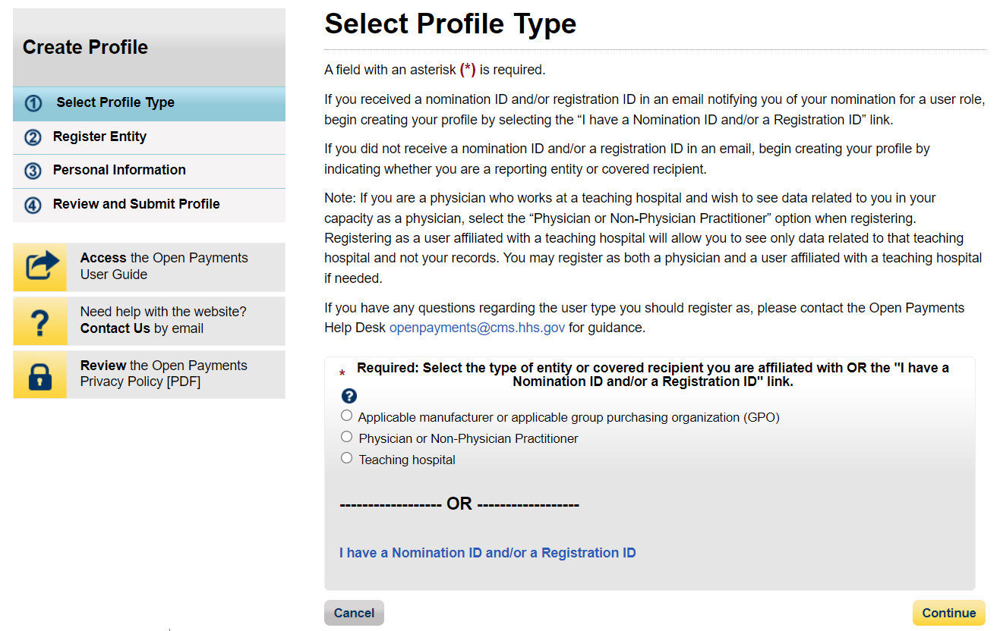 Create Profile
1 Select Profile Type
2 Register Entity
3 Personal Information
4 Review and Submit Profile
Access the Open Payments
User Guide
? Need help with the website?
Contact Us by email
Review the Open Payments
Privacy Policy [PDF]
Select Profile Type
A field with an asterisk (*) is required.
If you received a nomination ID and/or registration ID in an email notifying you of your nomination for a user role,
begin creating your profile by selecting the “I have a Nomination ID and/or a Registration ID” link.
If you did not receive a nomination ID and/or a registration ID in an email, begin creating your profile by
indicating whether you are a reporting entity or covered recipient.
Note: If you are a physician who works at a teaching hospital and wish to see data related to you in your
capacity as a physician, select the “Physician or Non-Physician Practitioner” option when registering.
Registering as a user affiliated with a teaching hospital will allow you to see only data related to that teaching
hospital and not your records. You may register as both a physician and a user affiliated with a teaching hospital
if needed.
If you have any questions regarding the user type you should register as, please contact the Open Payments
Help Desk openpayments@cms.hhs.gov for guidance.
* Required: Select the type of entity or covered recipient you are affiliated with OR the "I have a
Nomination ID and/or a Registration ID" link.
?
Applicable manufacturer or applicable group purchasing organization (GPO)
Physician or Non-Physician Practitioner
Teaching hospital
------------------ OR ------------------
I have a Nomination ID and/or a Registration ID
Cancel
Continue